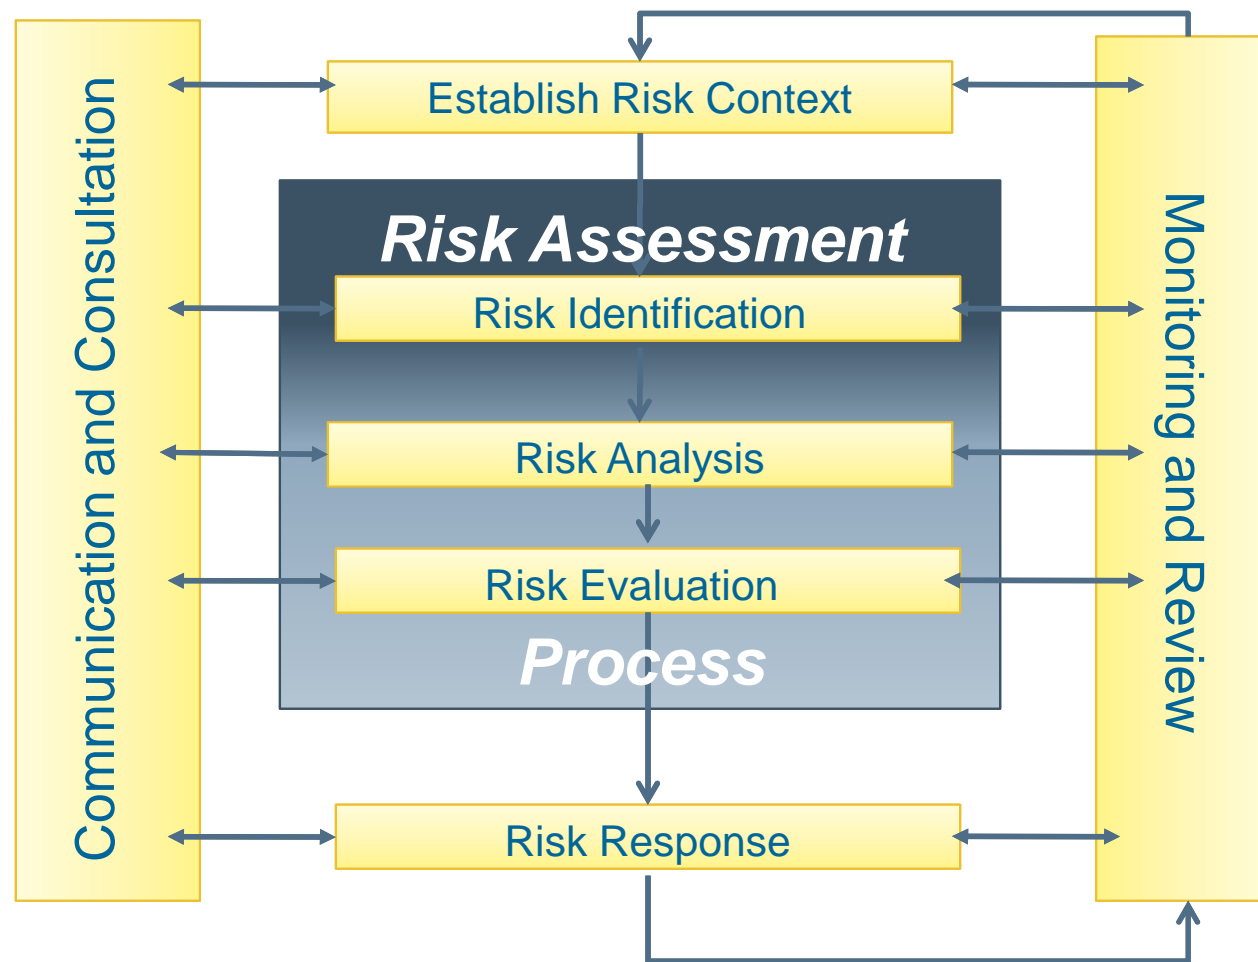 Communication and Consultation
Establish Risk Context
Risk Assessment
Risk Identification
Risk Analysis
Risk Evaluation
Process
Risk Response
Monitoring and Review